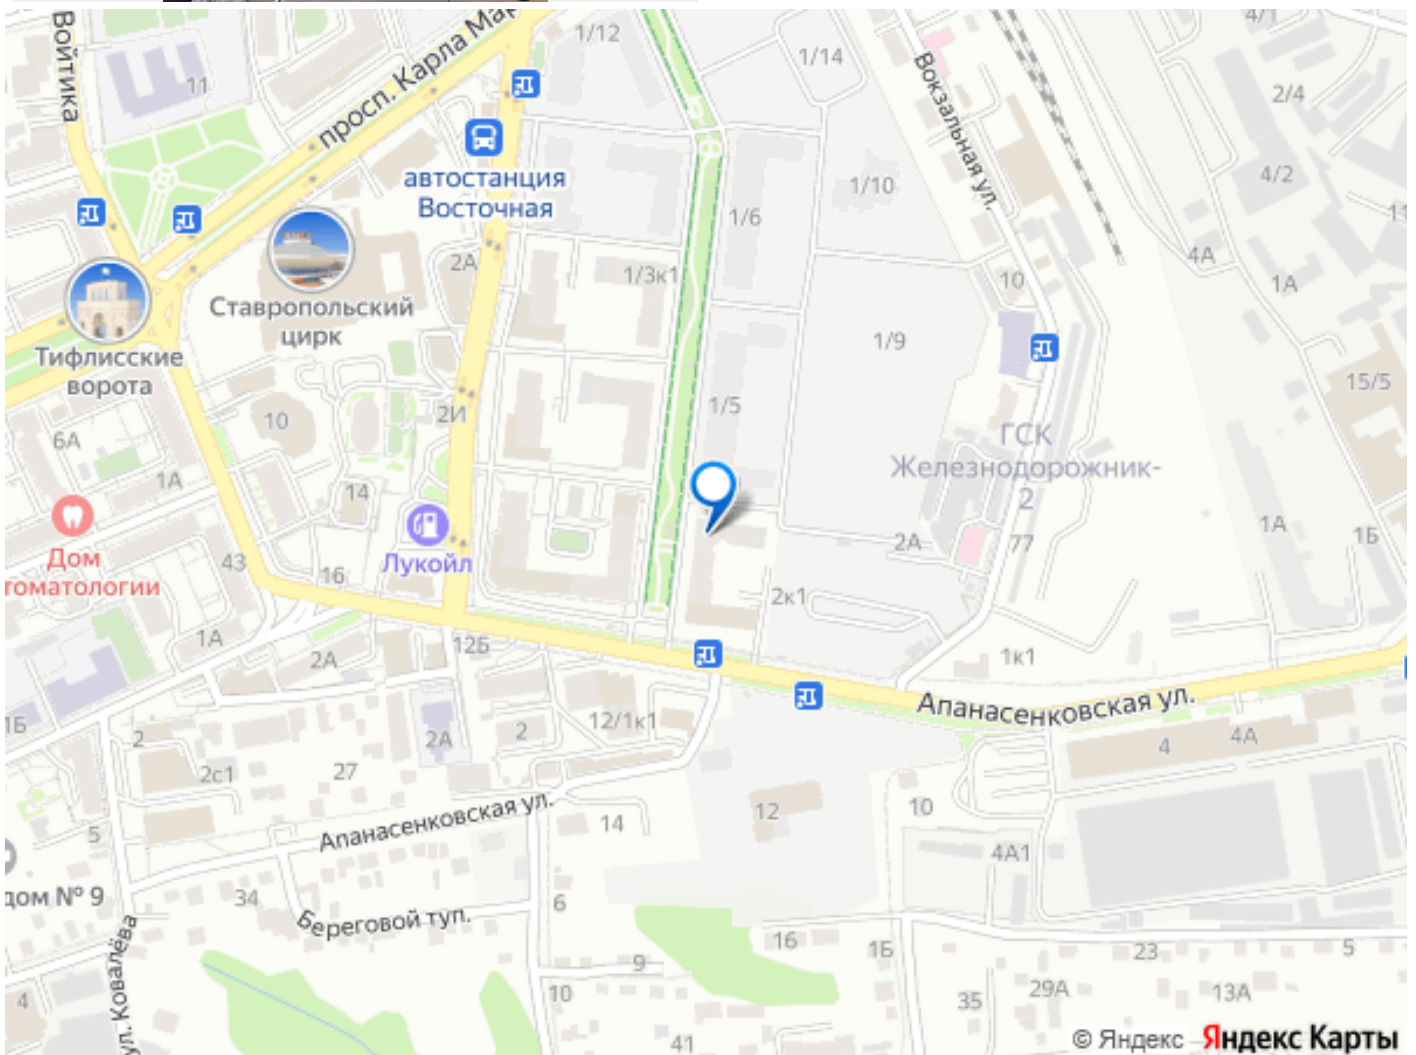 Войтика
11
просп. Карла Мар
1/12
1/14
4/1
2/4
4/2
11
автостанция
Восточная
Вокзальная ул.
1/10
1/6
4А
1А
2А
1/3к1
10
Ставропольский
цирк
Тифлисские
ворота
1/9
15/5
1/5
2И
10
6А
1А
14
ГСК
Железнодорожник-
2
Лукойл
Дом
томатологии
43
16
2А
77
1А
1Б
2к1
1А
2А
12Б
1к1
Апанасенковская ул.
1Б
2
2с1
27
2А
2
12/1к1
4
4А
Апанасенковская ул.
14
12
10
5
4А1
дом № 9
34
Береговой туп.
6
ул. Ковалёва
16
1Б
23
5
9
4
10
35
29А
13А
41
© Яндекс
Яндекс Карты